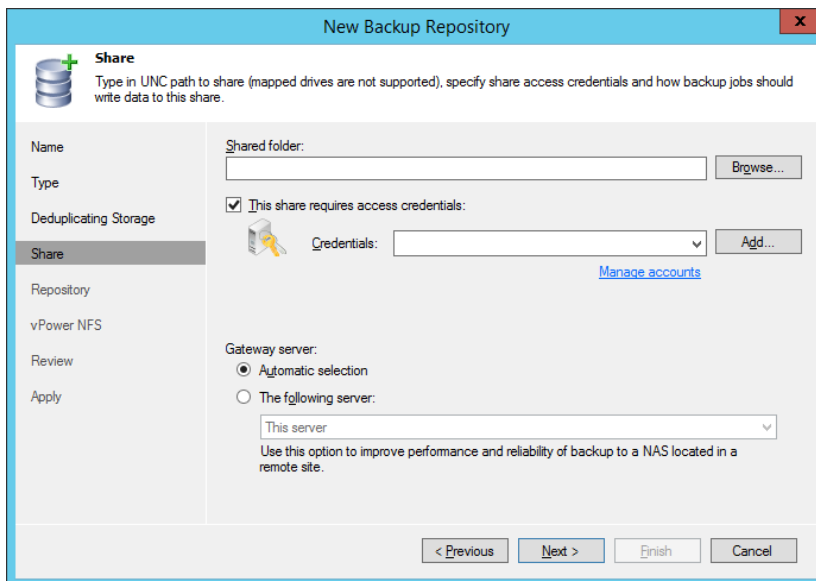 New Backup Repository
x
Share
Type in UNC path to share (mapped drives are not supported), specify share access credentials and how backup jobs should
write data to this share.
Name
Type
Deduplicating Storage
Share
Repository
vPower NFS
Review
Apply
Shared folder:
Browse...
This share requires access credentials:
Credentials:
Add...
Manage accounts
Gateway server:
Automatic selection
The following server:
This server
Use this option to improve performance and reliability of backup to a NAS located in a
remote site.
< Previous
Next >
Finish
Cancel